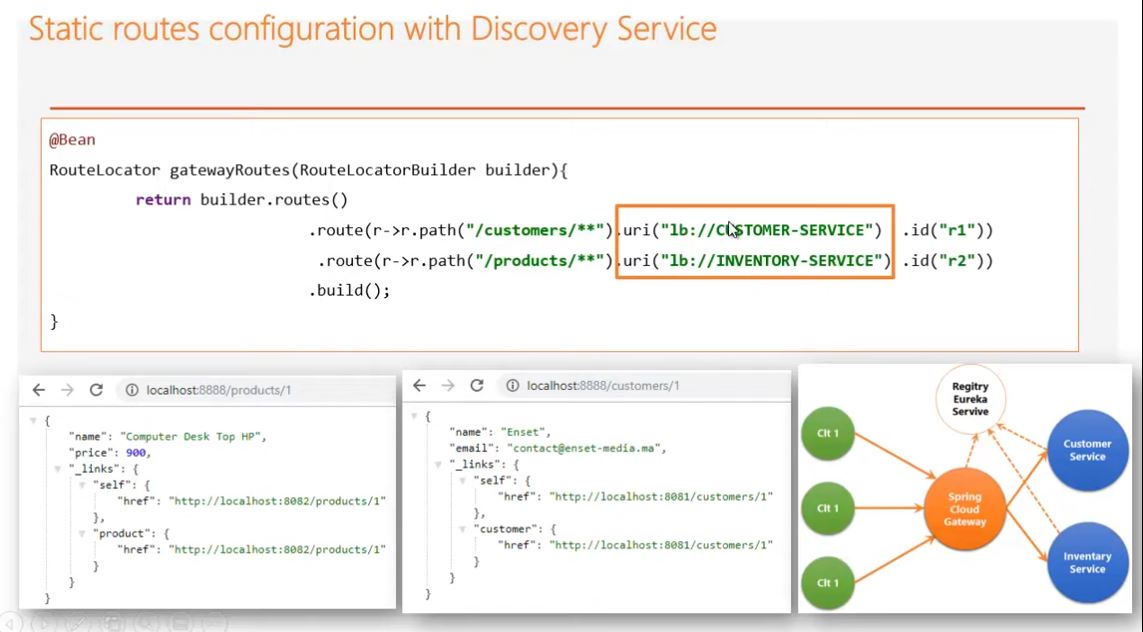 Static routes configuration with Discovery Service
@Bean
RouteLocator gatewayRoutes(RouteLocatorBuilder builder){
return builder.routes()
.route(r->r.path("/customers/**").uri("lb://CUSTOMER-SERVICE") .id("r1"))
.route(r->r.path("/products/**").uri("lb://INVENTORY-SERVICE") .id("r2"))
.build();
}
localhost:8888/products/1
{
"name": "Computer Desk Top HP",
"price": 900,
"_links": {
"self": {
"href": "http://localhost:8082/products/1"
},
"product": {
"href": "http://localhost:8082/products/1"
}
}
}
localhost:8888/customers/1
{
"name": "Enset",
"email": "contact@enset-media.ma",
"_links": {
"self": {
"href": "http://localhost:8081/customers/1"
},
"customer": {
"href": "http://localhost:8081/customers/1"
}
}
}
Regitry
Eureka
Servive
Clt 1
Clt 1
Clt 1
Spring
Cloud
Gateway
Customer
Service
Inventary
Service